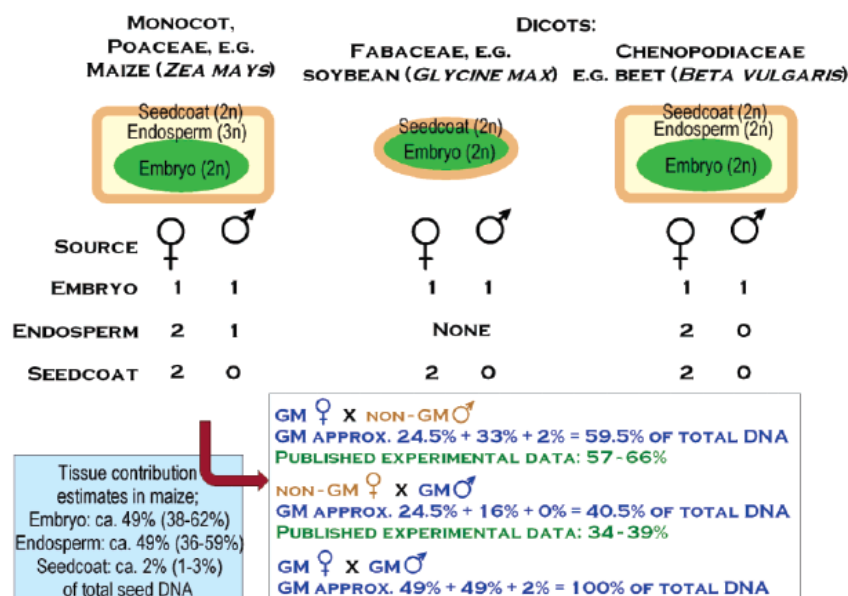 MONOCOT,
POACEAE, E.G.
MAIZE (ZEA MAYS)
DICOTS:
FABACEAE, E.G.
SOYBEAN (GLYCINE MAX)
CHENOPODIACEAE
E.G. BEET (BETA VULGARIS)
Seedcoat (2n)
Endosperm (3n)
Embryo (2n)
Seedcoat (2n)
Embryo (2n)
Seedcoat (2n)
Endosperm (2n)
Embryo (2n)
SOURCE ♀ ♂ ♀ ♂ ♀ ♂
EMBRYO 1 1 1 1 1 1
ENDOSPERM 2 1 NONE 2 0
SEEDCOAT 2 0 2 0 2 0
Tissue contribution
estimates in maize;
Embryo: ca. 49% (38-62%)
Endosperm: ca. 49% (36-59%)
Seedcoat: ca. 2% (1-3%)
of total seed DNA
GM ♀ X NON-GM ♂
GM APPROX. 24.5% + 33% + 2% = 59.5% OF TOTAL DNA
PUBLISHED EXPERIMENTAL DATA: 57-66%
NON-GM ♀ X GM ♂
GM APPROX. 24.5% + 16% + 0% = 40.5% OF TOTAL DNA
PUBLISHED EXPERIMENTAL DATA: 34-39%
GM ♀ X GM ♂
GM APPROX. 49% + 49% + 2% = 100% OF TOTAL DNA